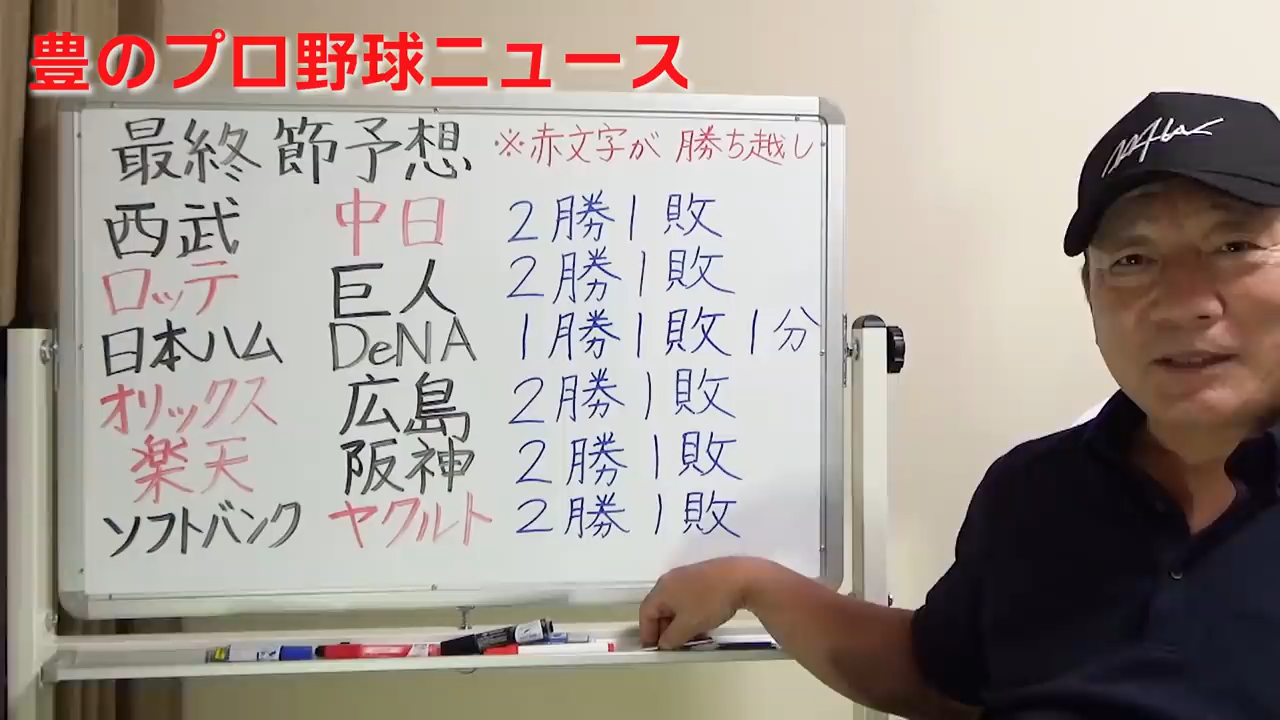 豊のプロ野球ニュース
最終節予想 ※赤文字が勝ち越し
西武 中日 2勝1敗
ロッテ 巨人 2勝1敗
日本ハム DeNA 1勝1敗1分
オリックス 広島 2勝1敗
楽天 阪神 2勝1敗
ソフトバンク ヤクルト 2勝1敗